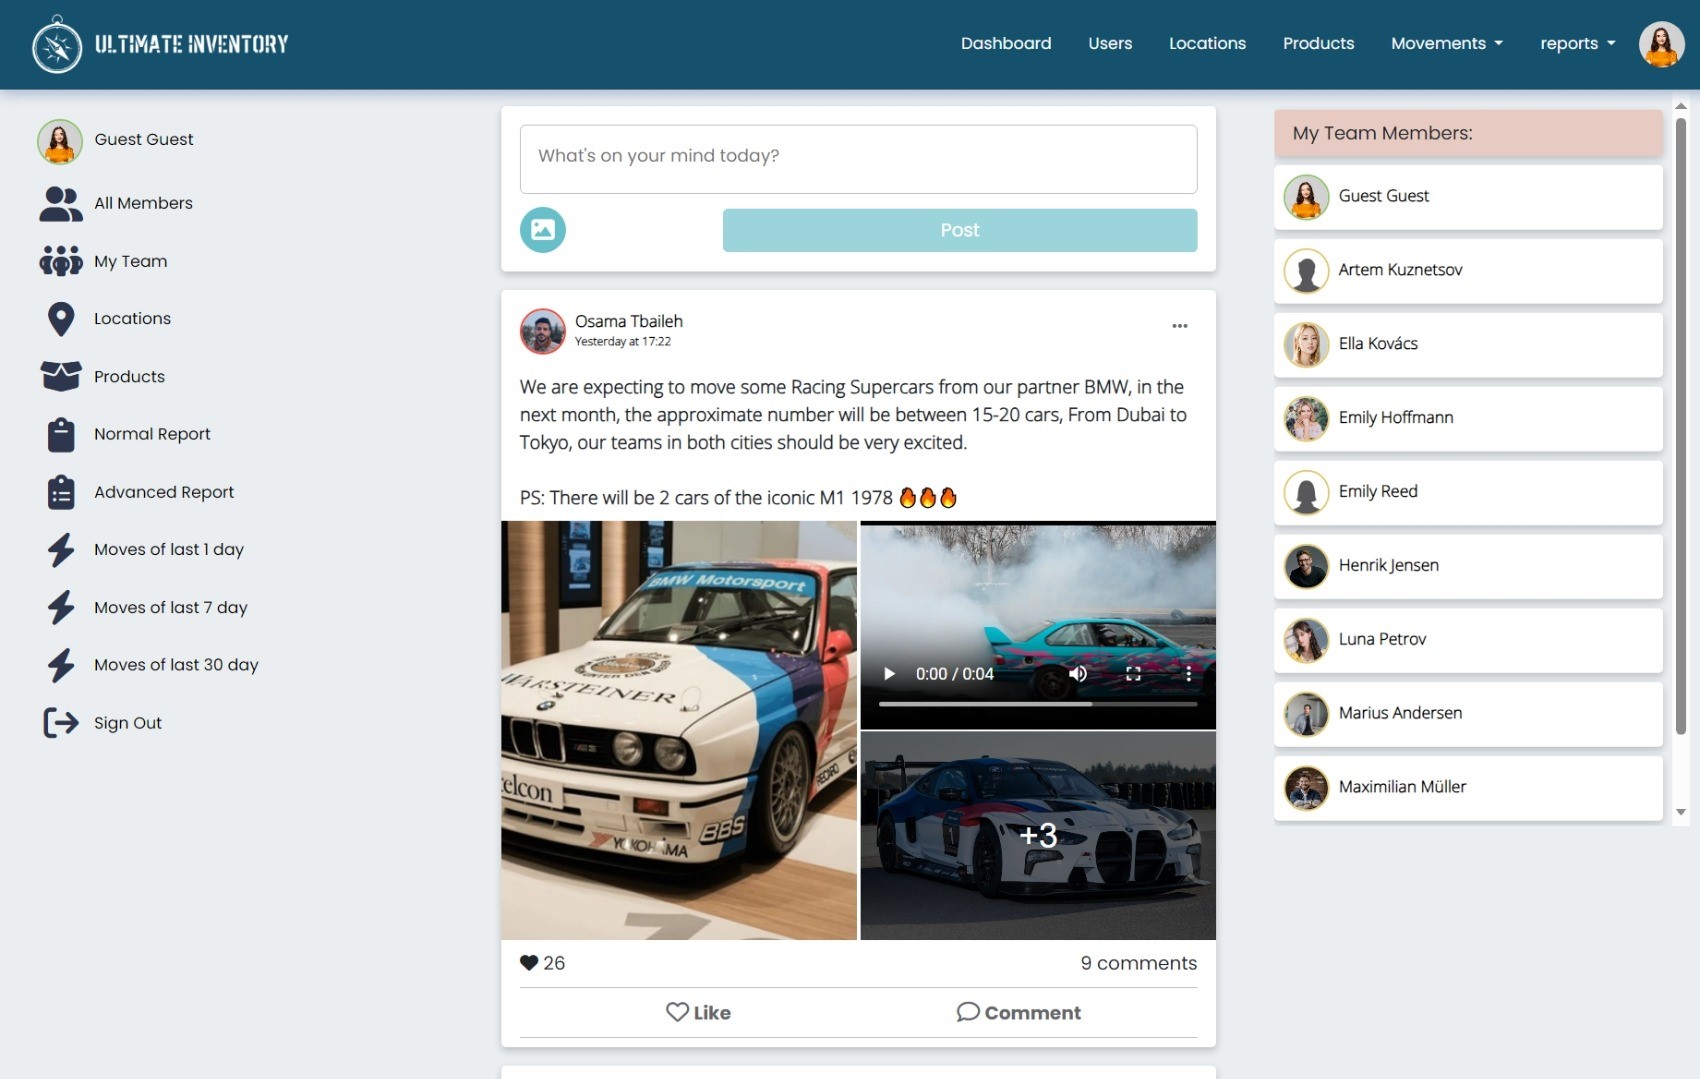 ULTIMATE INVENTORY
Dashboard
Users
Locations
Products
Movements
reports
Guest Guest
All Members
My Team
Locations
Products
Normal Report
Advanced Report
Moves of last 1 day
Moves of last 7 day
Moves of last 30 day
Sign Out
What's on your mind today?
Post
Osama Tbaileh
Yesterday at 17:22
We are expecting to move some Racing Supercars from our partner BMW, in the
next month, the approximate number will be between 15-20 cars, From Dubai to
Tokyo, our teams in both cities should be very excited.
PS: There will be 2 cars of the iconic M1 1978 🔥🔥🔥
BMW Motorsport
WARSTEINER
M3
elcon
BBS
YOKOHAMA
RECARO
0:00 / 0:04
1
+3
26
9 comments
Like
Comment
My Team Members:
Guest Guest
Artem Kuznetsov
Ella Kovács
Emily Hoffmann
Emily Reed
Henrik Jensen
Luna Petrov
Marius Andersen
Maximilian Müller